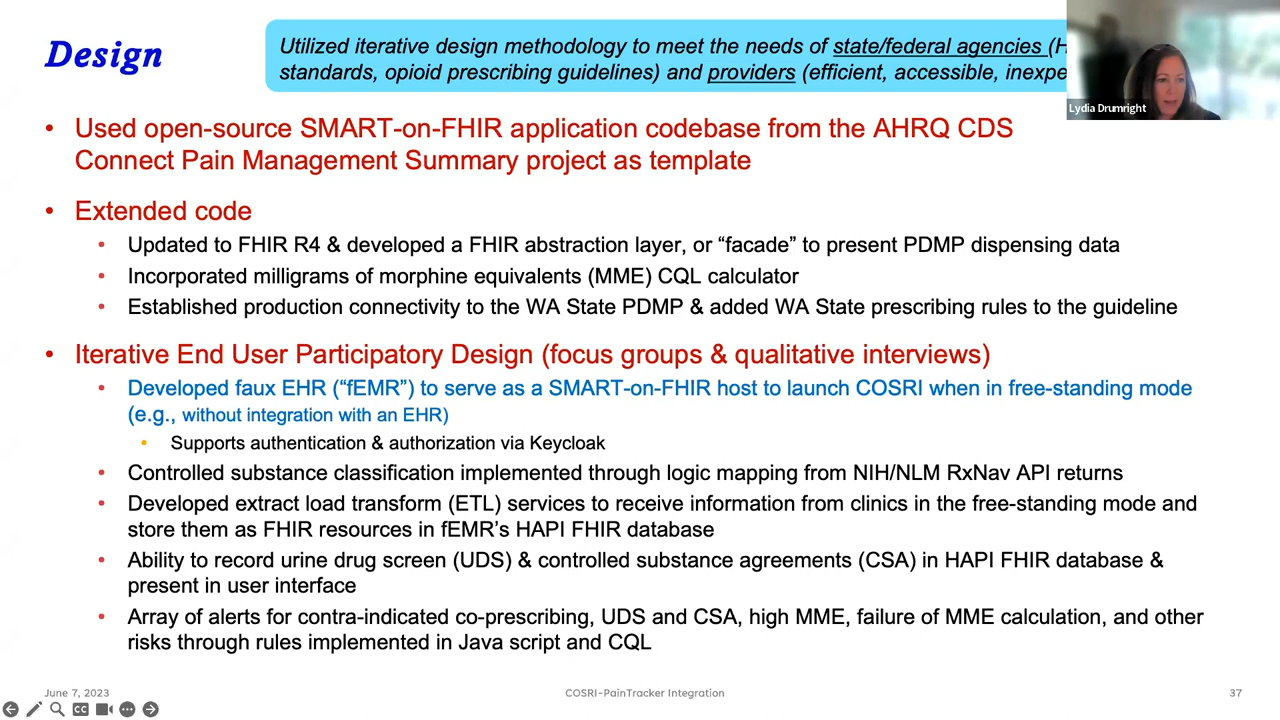 Design
Utilized iterative design methodology to meet the needs of state/federal agencies (H
standards, opioid prescribing guidelines) and providers (efficient, accessible, inexpe
Lydia Drumright
• Used open-source SMART-on-FHIR application codebase from the AHRQ CDS
Connect Pain Management Summary project as template
• Extended code
• Updated to FHIR R4 & developed a FHIR abstraction layer, or “facade” to present PDMP dispensing data
• Incorporated milligrams of morphine equivalents (MME) CQL calculator
• Established production connectivity to the WA State PDMP & added WA State prescribing rules to the guideline
• Iterative End User Participatory Design (focus groups & qualitative interviews)
• Developed faux EHR (“fEMR”) to serve as a SMART-on-FHIR host to launch COSRI when in free-standing mode
(e.g., without integration with an EHR)
• Supports authentication & authorization via Keycloak
• Controlled substance classification implemented through logic mapping from NIH/NLM RxNav API returns
• Developed extract load transform (ETL) services to receive information from clinics in the free-standing mode and
store them as FHIR resources in fEMR’s HAPI FHIR database
• Ability to record urine drug screen (UDS) & controlled substance agreements (CSA) in HAPI FHIR database &
present in user interface
• Array of alerts for contra-indicated co-prescribing, UDS and CSA, high MME, failure of MME calculation, and other
risks through rules implemented in Java script and CQL
June 7, 2023
COSRI-PainTracker Integration
37
CC